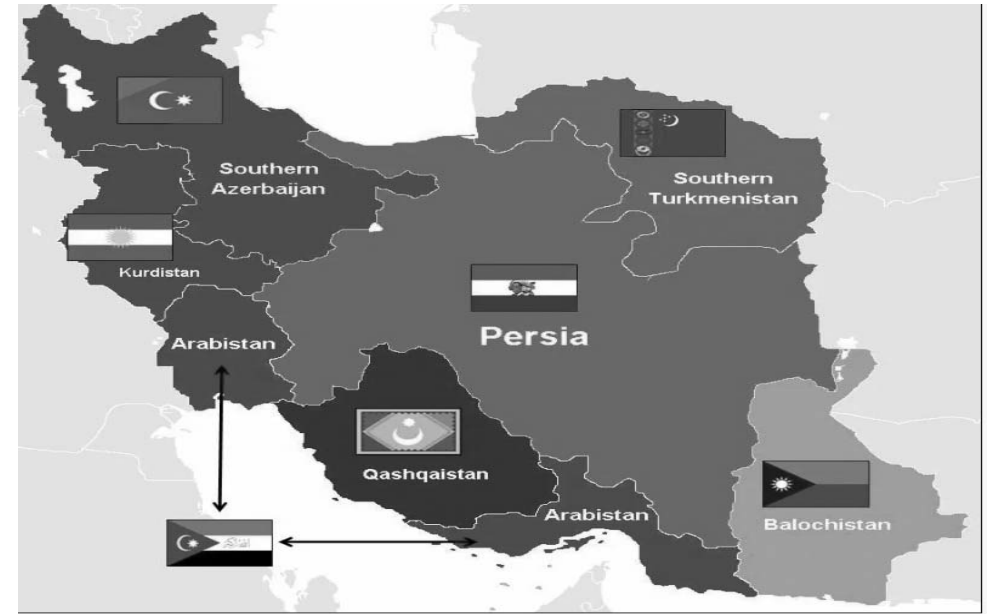 Southern
Azerbaijan
Southern
Turkmenistan
Kurdistan
Persia
Arabistan
Qashqaistan
Arabistan
Balochistan